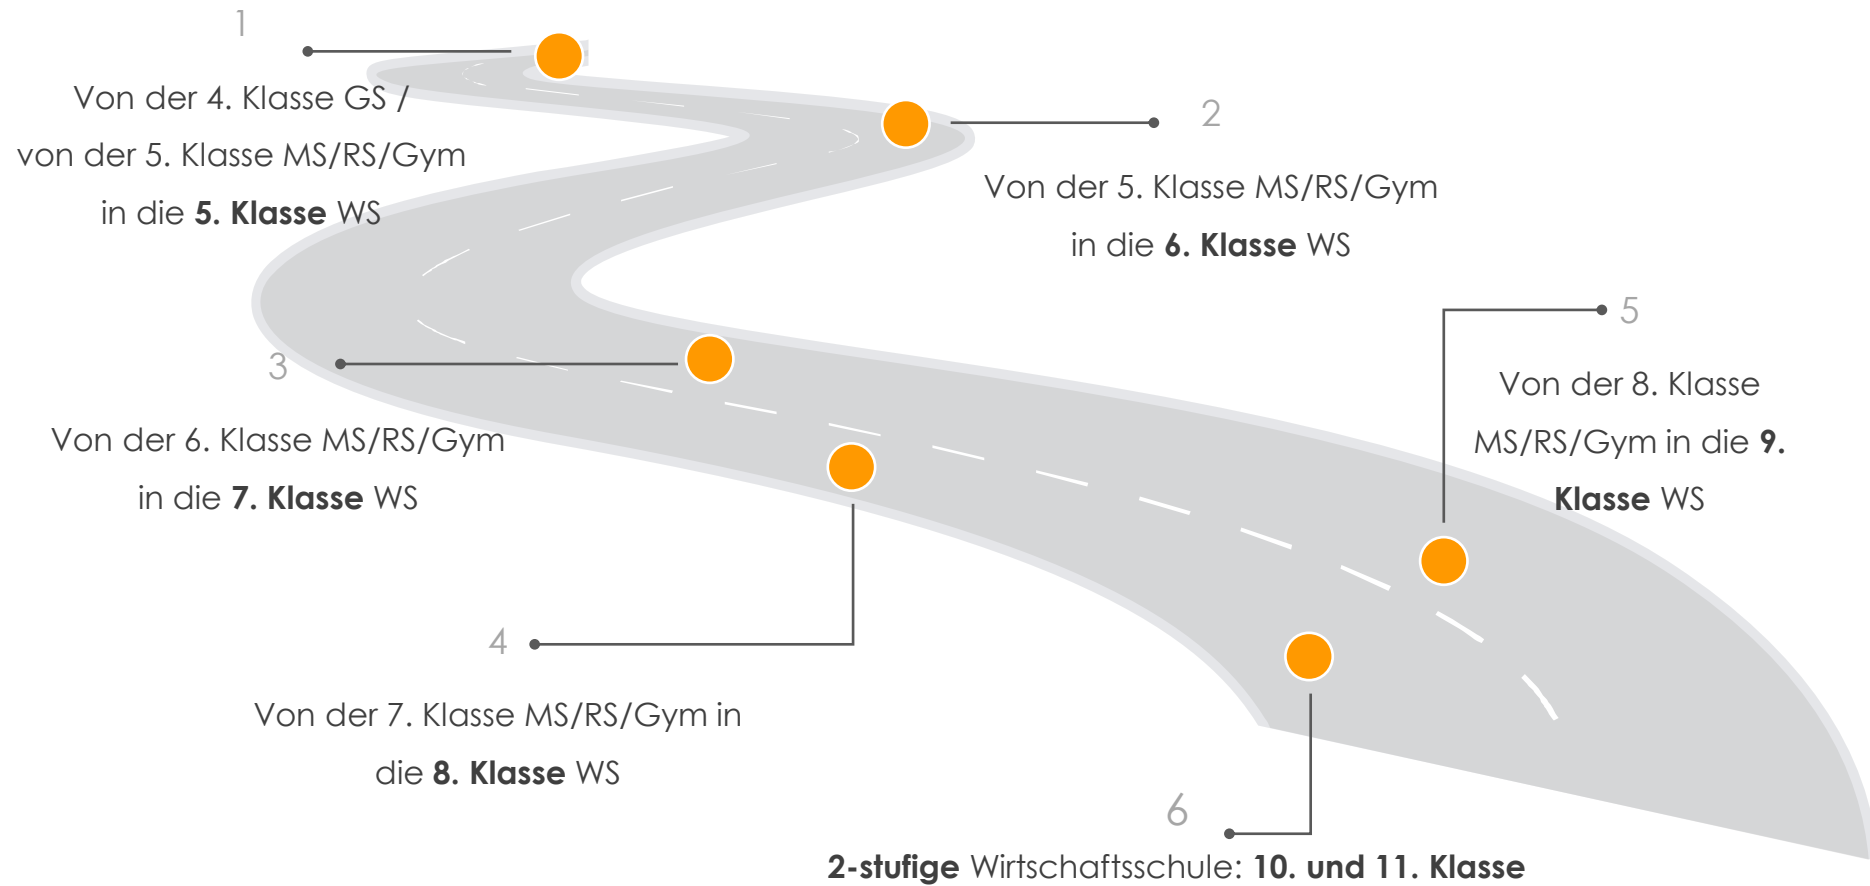 1
Von der 4. Klasse GS /
von der 5. Klasse MS/RS/Gym
in die 5. Klasse WS
2
Von der 5. Klasse MS/RS/Gym
in die 6. Klasse WS
3
Von der 6. Klasse MS/RS/Gym
in die 7. Klasse WS
4
Von der 7. Klasse MS/RS/Gym in
die 8. Klasse WS
5
Von der 8. Klasse
MS/RS/Gym in die 9.
Klasse WS
6
2-stufige Wirtschaftsschule: 10. und 11. Klasse